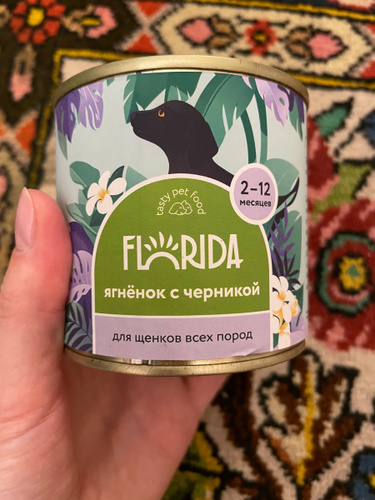 2–12
месяцев
tasty pet food
FLORIDA
ягнёнок с черникой
для щенков всех пород